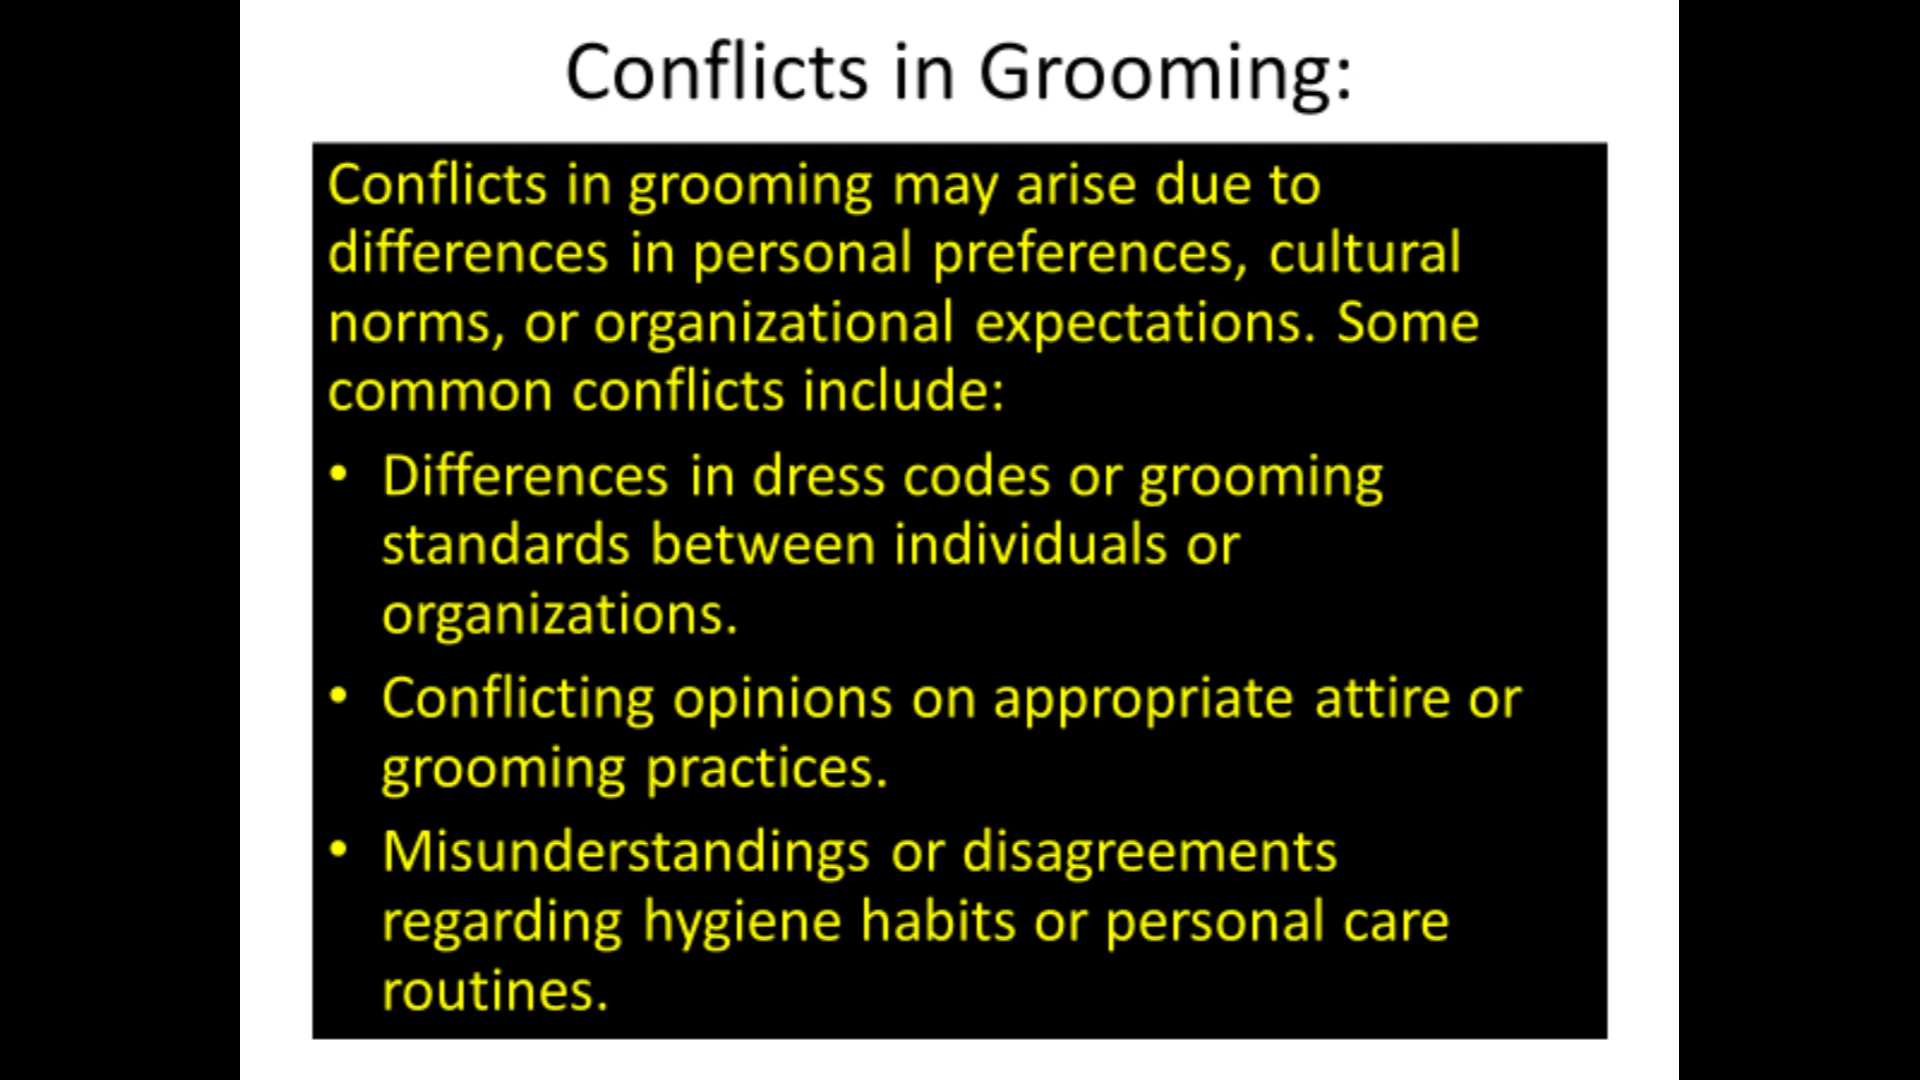 Conflicts in Grooming:
Conflicts in grooming may arise due to
differences in personal preferences, cultural
norms, or organizational expectations. Some
common conflicts include:
• Differences in dress codes or grooming
standards between individuals or
organizations.
• Conflicting opinions on appropriate attire or
grooming practices.
• Misunderstandings or disagreements
regarding hygiene habits or personal care
routines.